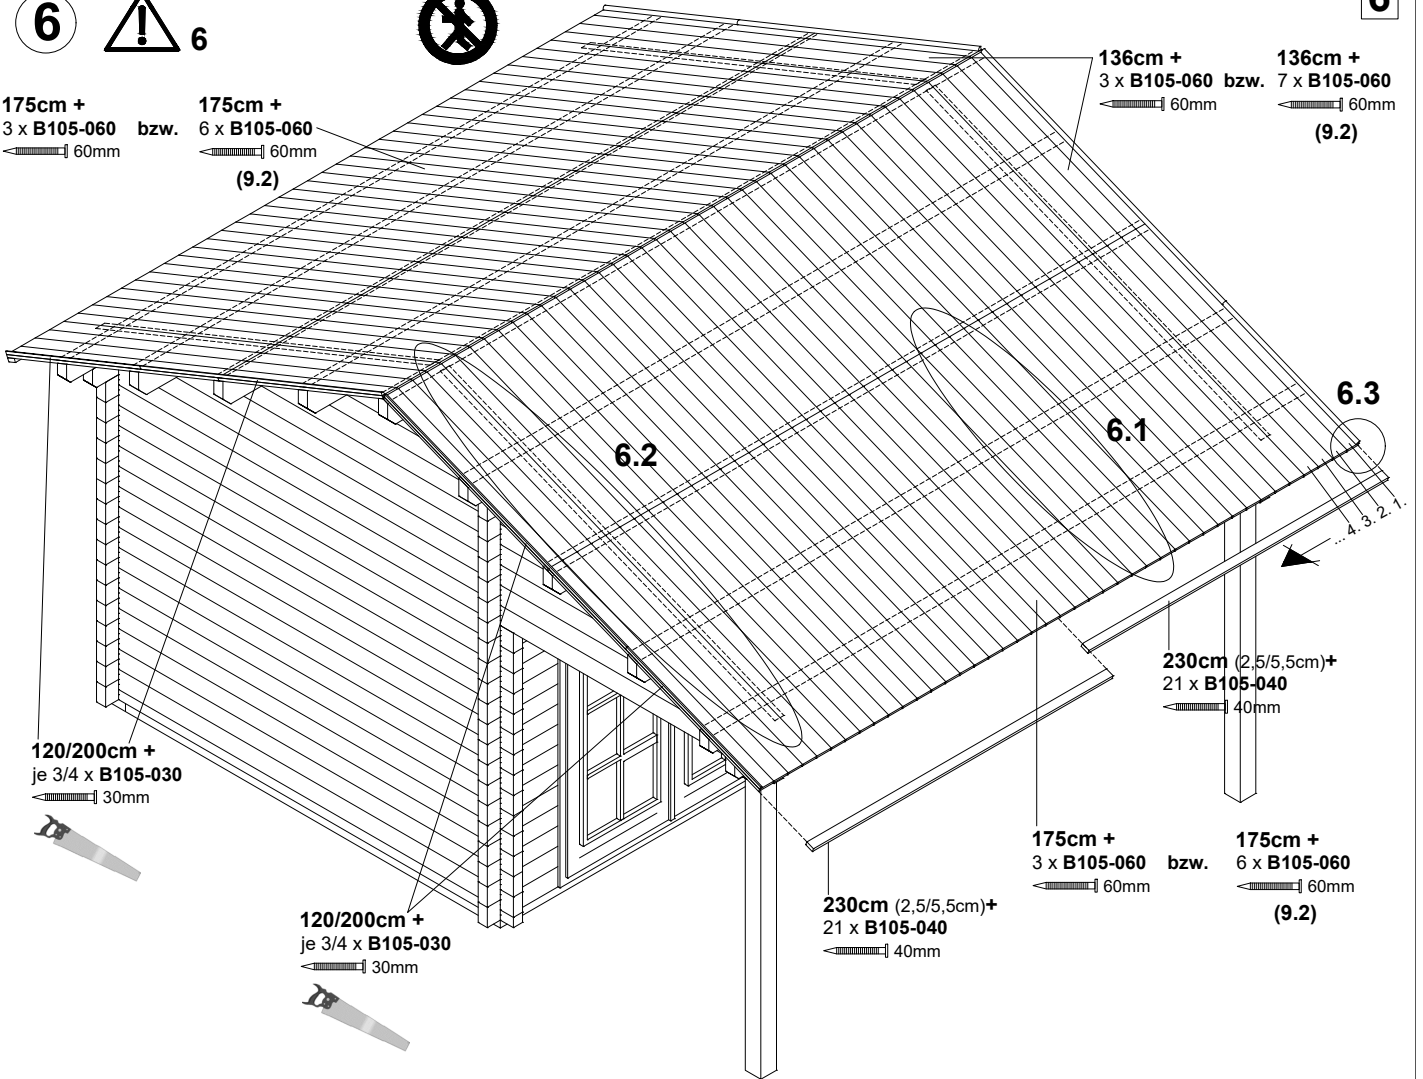 6
6
6
175cm +
3 x B105-060 bzw.
60mm
175cm +
6 x B105-060
60mm
(9.2)
136cm +
3 x B105-060 bzw.
60mm
136cm +
7 x B105-060
60mm
(9.2)
6.3
6.2
6.1
... 4. 3. 2. 1.
230cm (2,5/5,5cm)+
21 x B105-040
40mm
120/200cm +
je 3/4 x B105-030
30mm
175cm +
3 x B105-060 bzw.
60mm
175cm +
6 x B105-060
60mm
(9.2)
230cm (2,5/5,5cm)+
21 x B105-040
40mm
120/200cm +
je 3/4 x B105-030
30mm